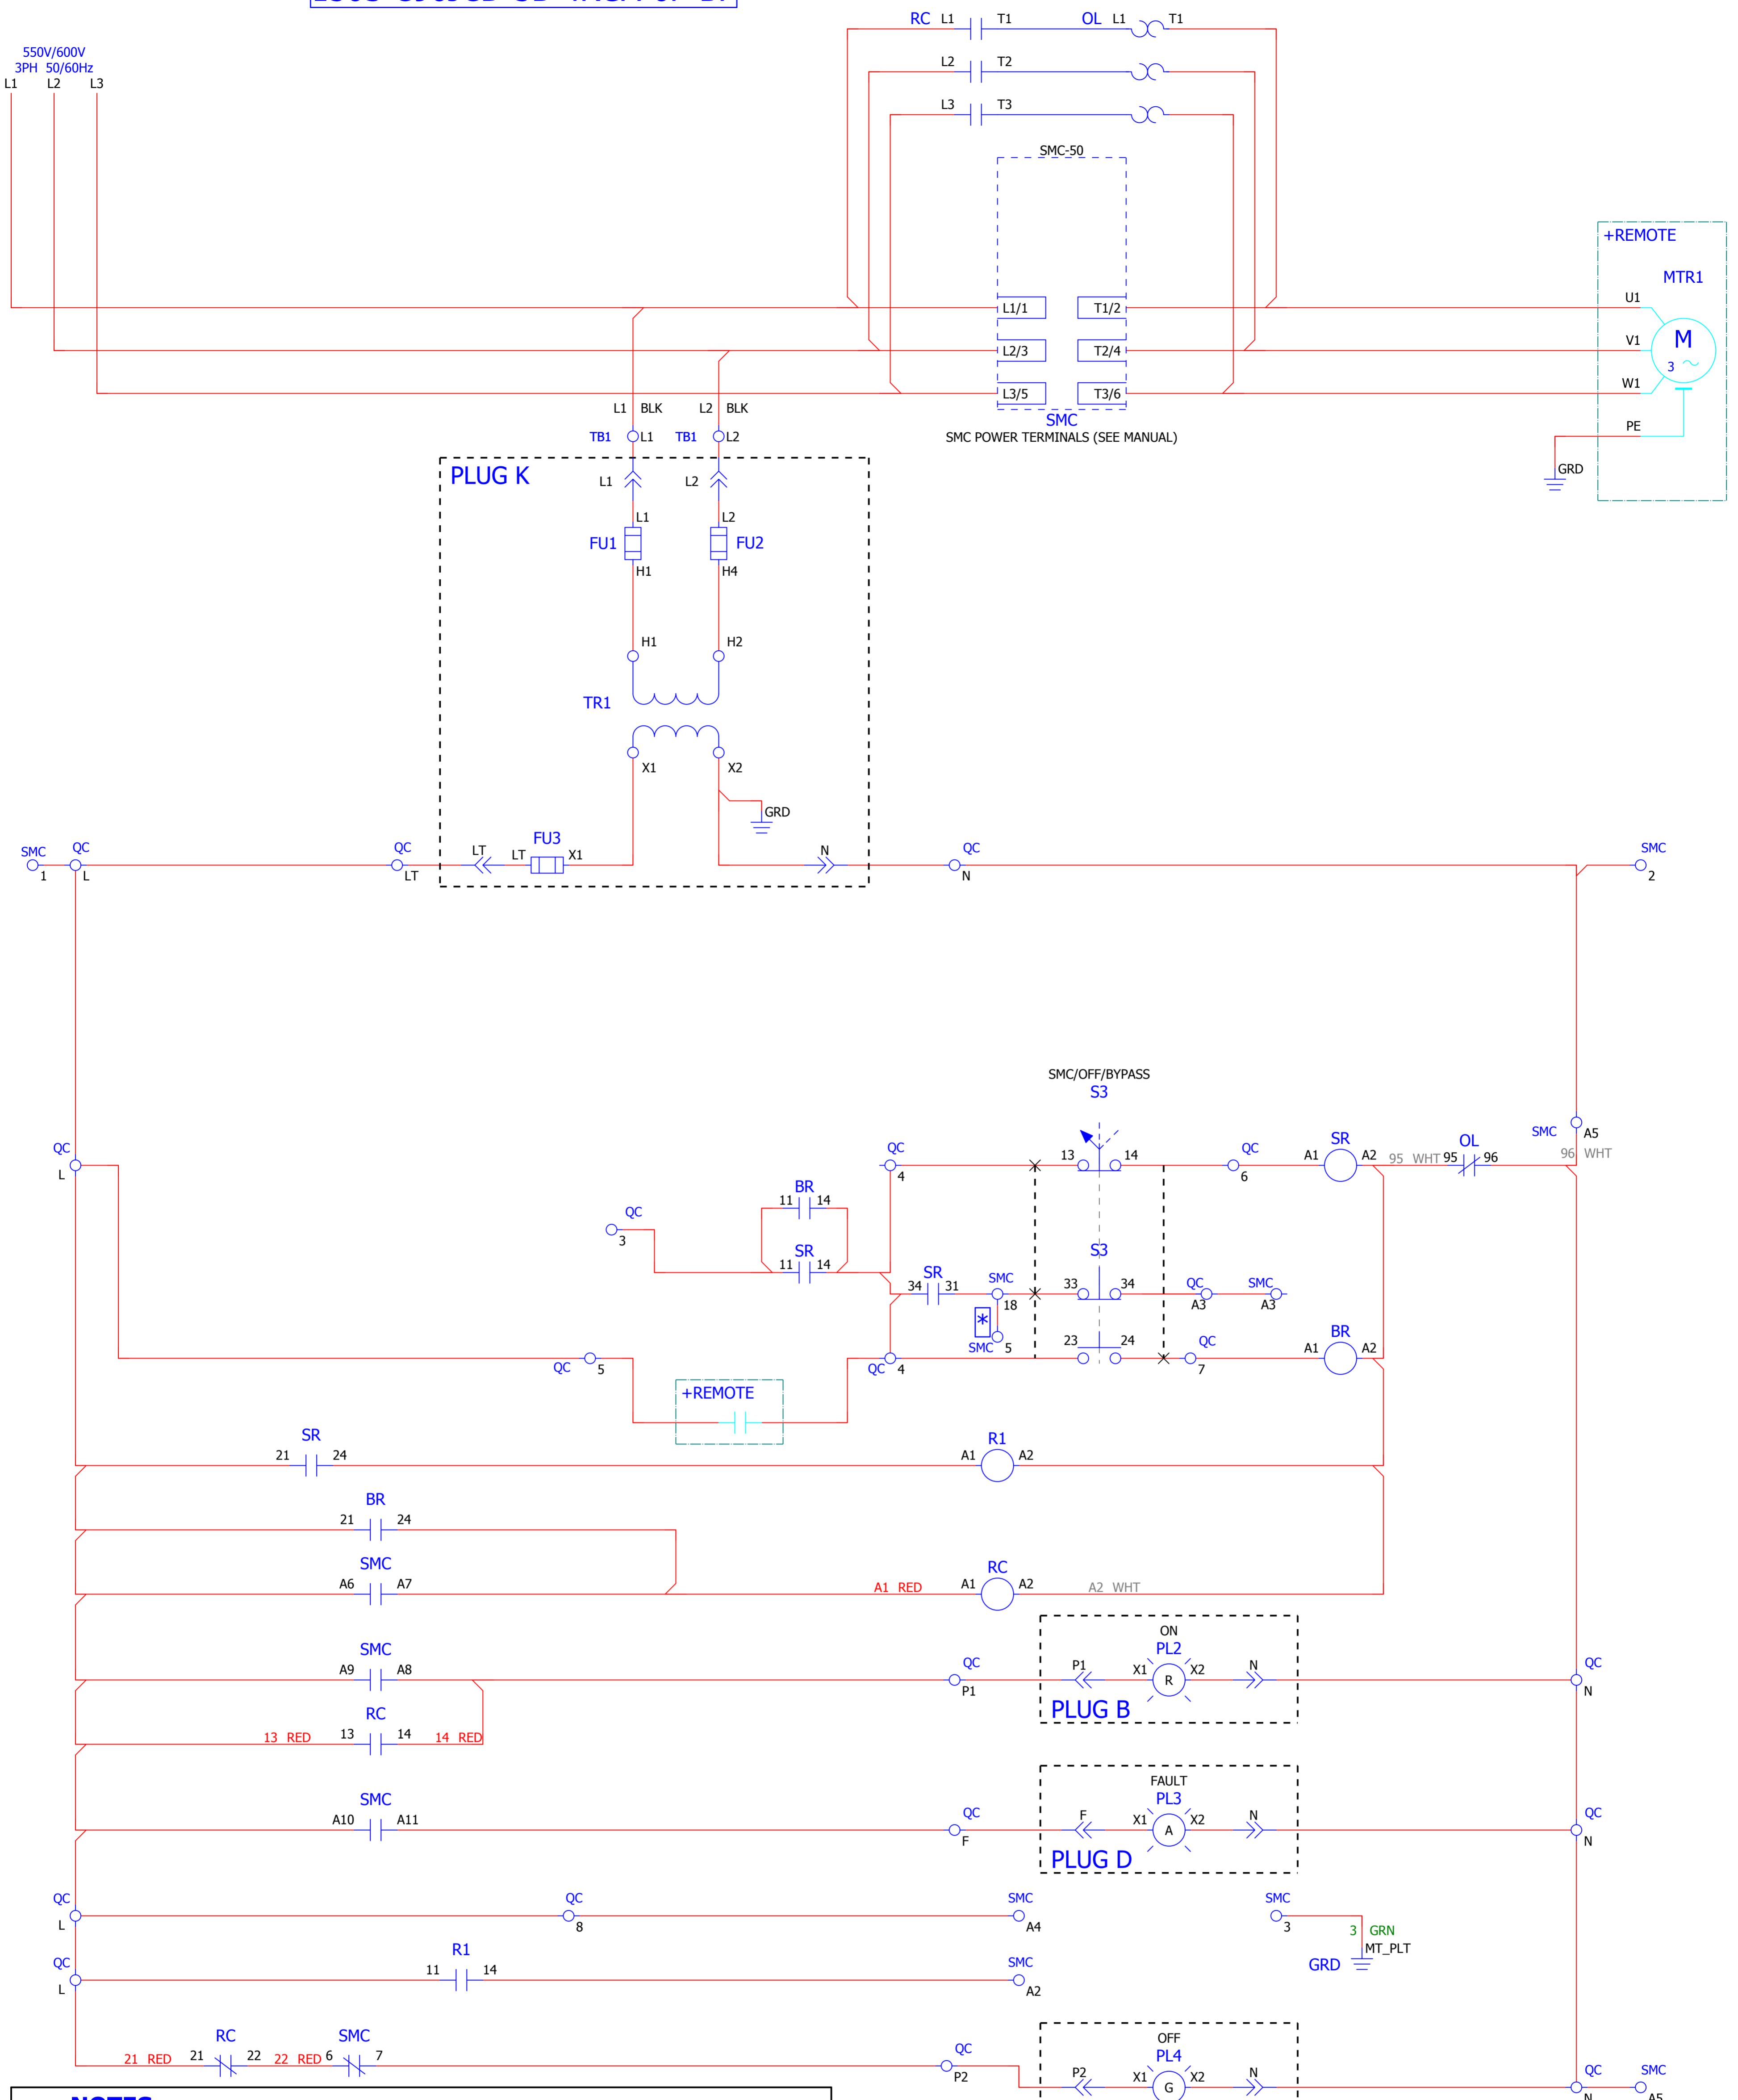 RC L1 T1 OL L1 T1
550V/600V
3PH 50/60Hz
L1 L2 L3
L2 T2
L3 T3
SMC-50
+REMOTE
MTR1
L1/1 T1/2 U1
L2/3 T2/4 V1
M
3
L3/5 T3/6 W1
L1 BLK L2 BLK
SMC
SMC POWER TERMINALS (SEE MANUAL)
PE
GRD
TB1 L1 TB1 L2
PLUG K
L1 L2
L1 L2
FU1 FU2
H1 H4
H1 H2
TR1
X1 X2
GRD
SMC QC QC LT LT FU3 X1 N QC SMC
1 L LT N 2
SMC/OFF/BYPASS
S3
SMC A5
QC QC 13 14 QC A1 SR A2 95 WHT 95 OL 96 96 WHT
L 4 6
BR
11 14
QC
3
SR
11 14
S3
SR
34 31 SMC 33 34 QC SMC
18 A3 A3
*
SMC 5
23 24 QC A1 BR A2
QC 5 QC 4 7
+REMOTE
SR R1
21 24 A1 A2
BR
21 24
SMC RC
A6 A7 A1 RED A1 A2 A2 WHT
ON
SMC PL2
A9 A8 QC P1 X1 R X2 N QC
P1 N
PLUG B
RC
13 RED 13 14 14 RED
FAULT
SMC PL3
A10 A11 QC F X1 A X2 N QC
F N
PLUG D
QC QC SMC SMC
L 8 A4 3
3 GRN
MT_PLT
GRD
QC R1 SMC
L 11 14 A2
OFF
RC SMC PL4
21 RED 21 22 22 RED 6 7 QC P2 X1 G X2 N QC SMC
P2